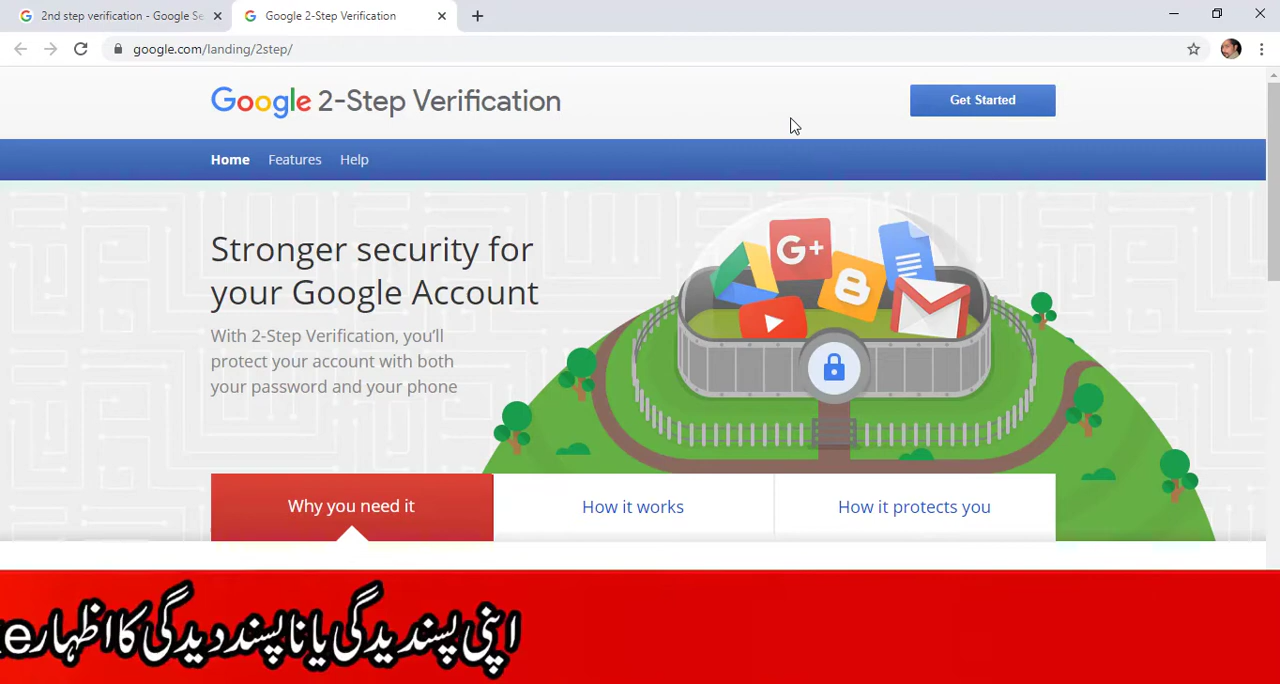 2nd step verification - Google Se
Google 2-Step Verification
google.com/landing/2step/
Google 2-Step Verification
Get Started
Home Features Help
Stronger security for
your Google Account
With 2-Step Verification, you'll
protect your account with both
your password and your phone
G+
Why you need it
How it works
How it protects you
اپنی پسندیدگی یا ناپسنددیدگی کا اظہار e